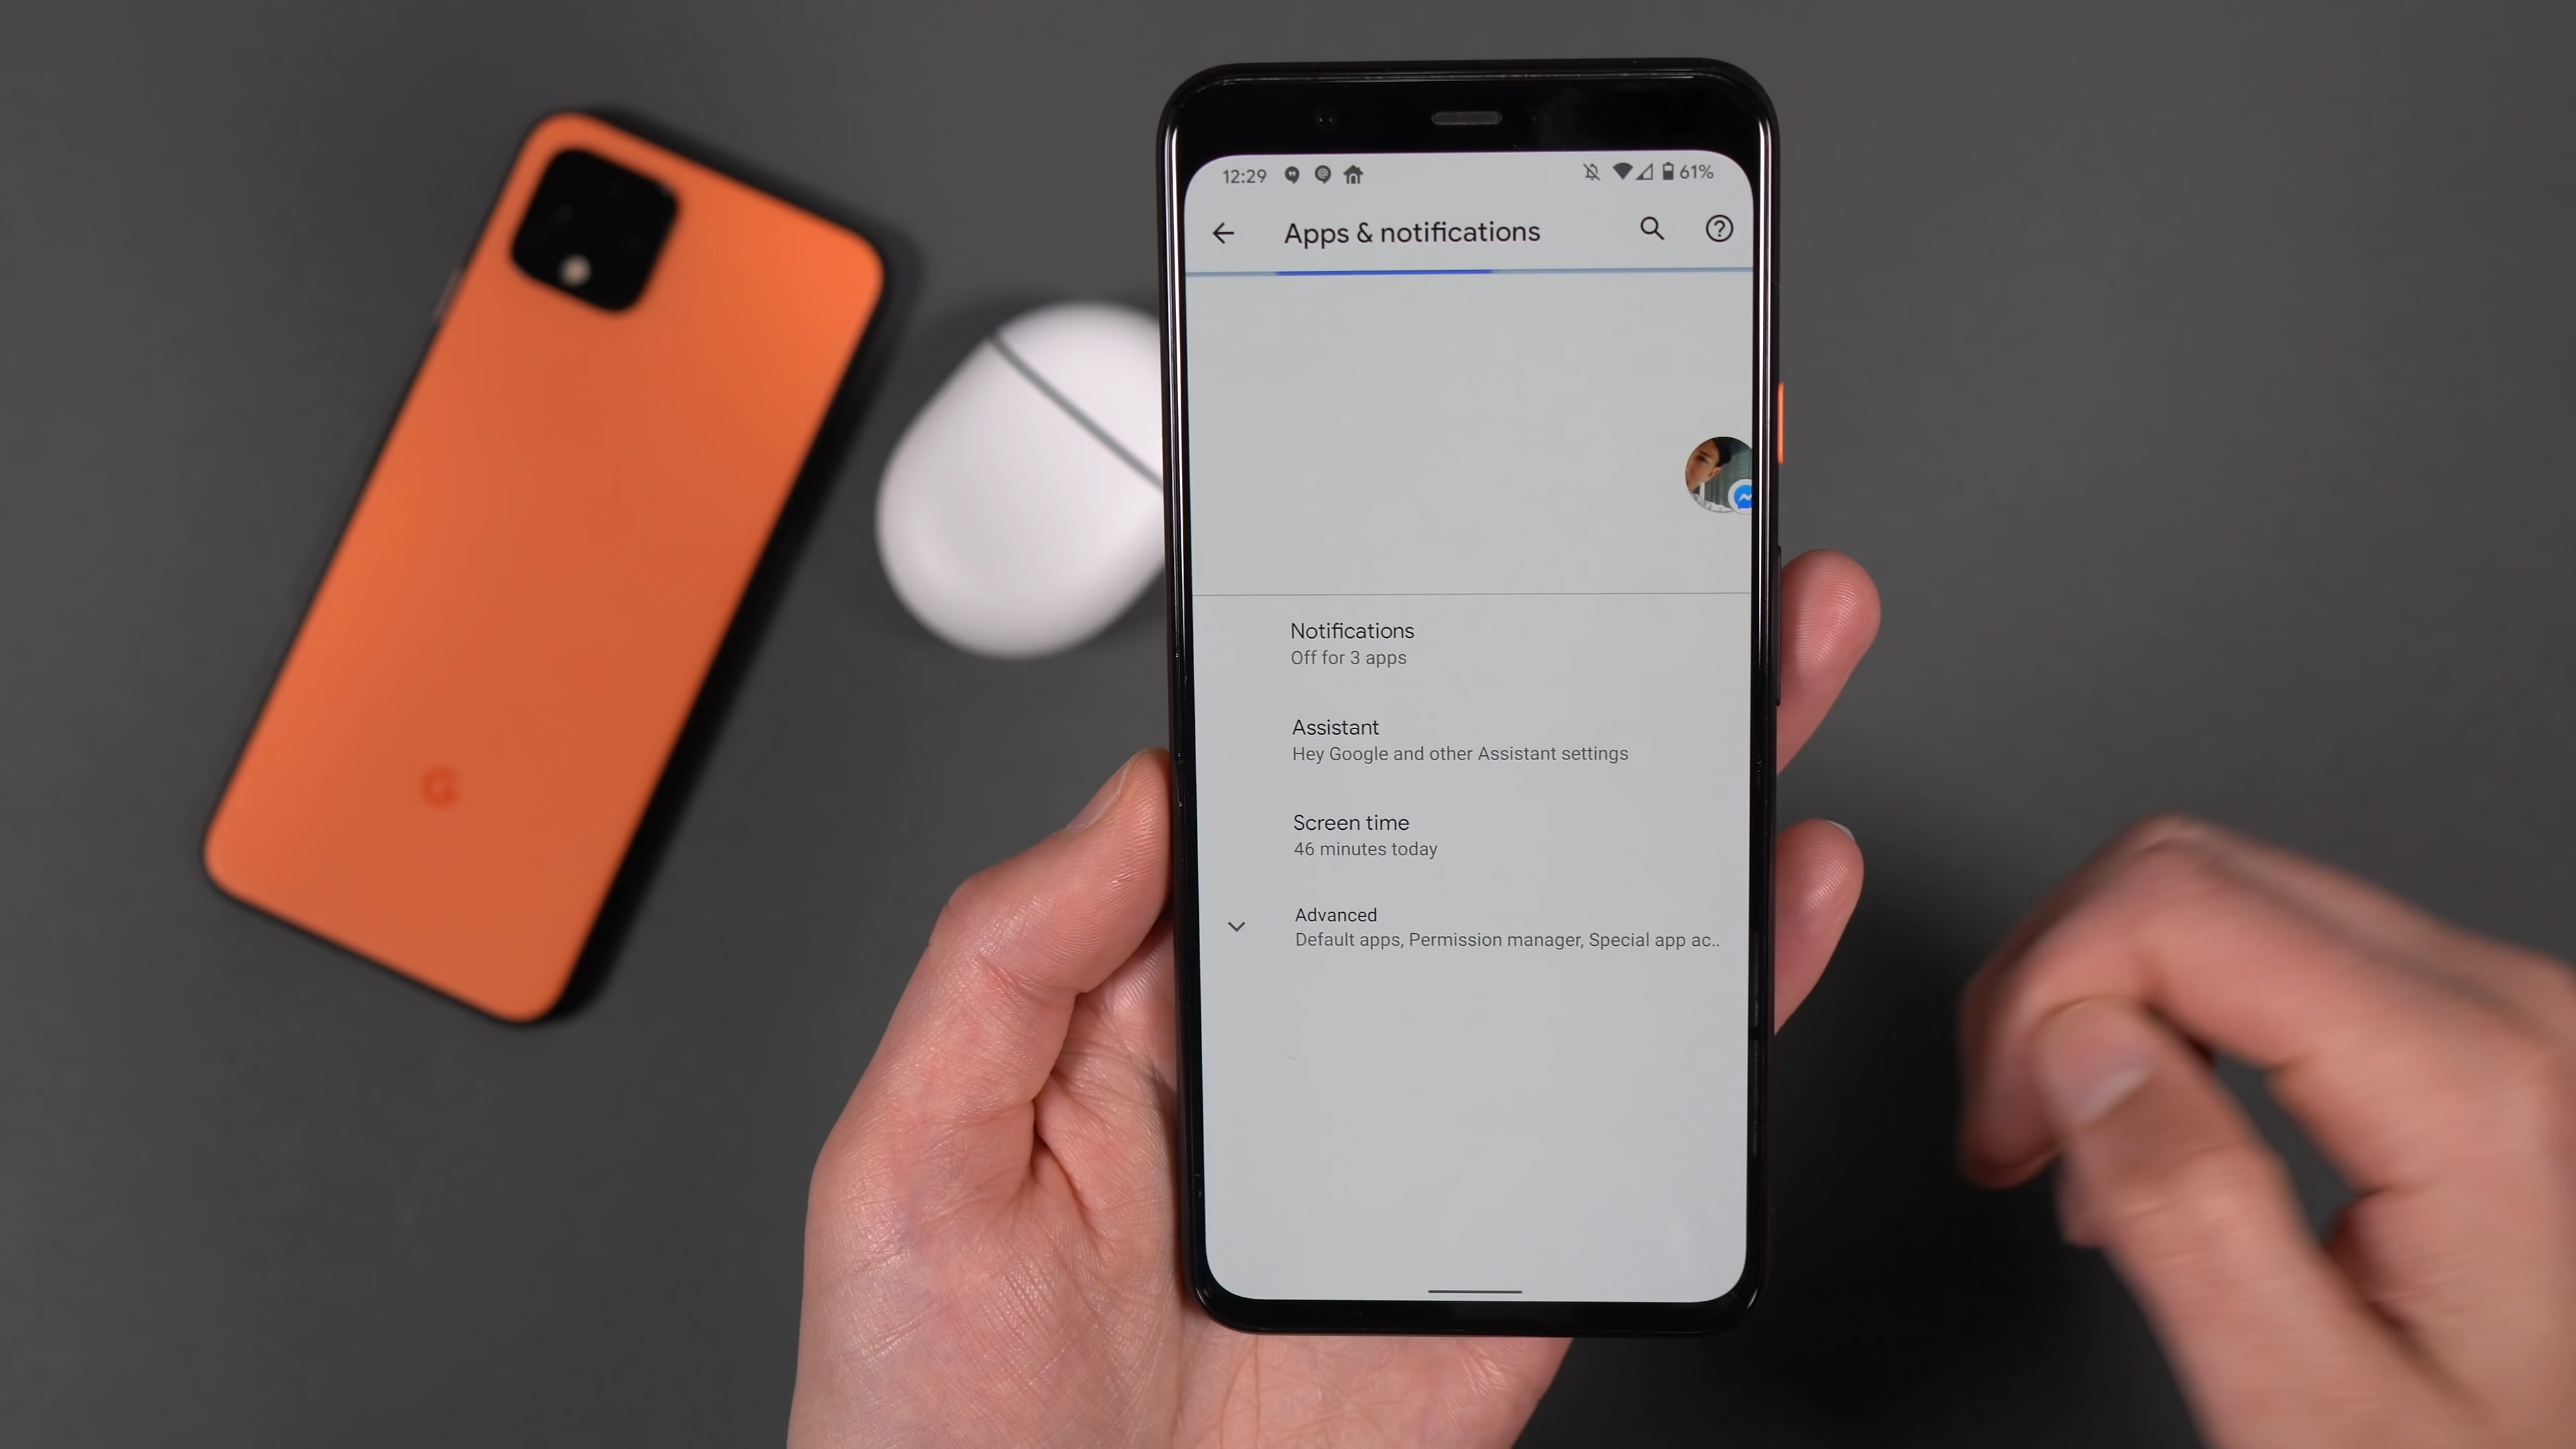 12:29 61%
Apps & notifications
Notifications
Off for 3 apps
Assistant
Hey Google and other Assistant settings
Screen time
46 minutes today
Advanced
Default apps, Permission manager, Special app ac..
G